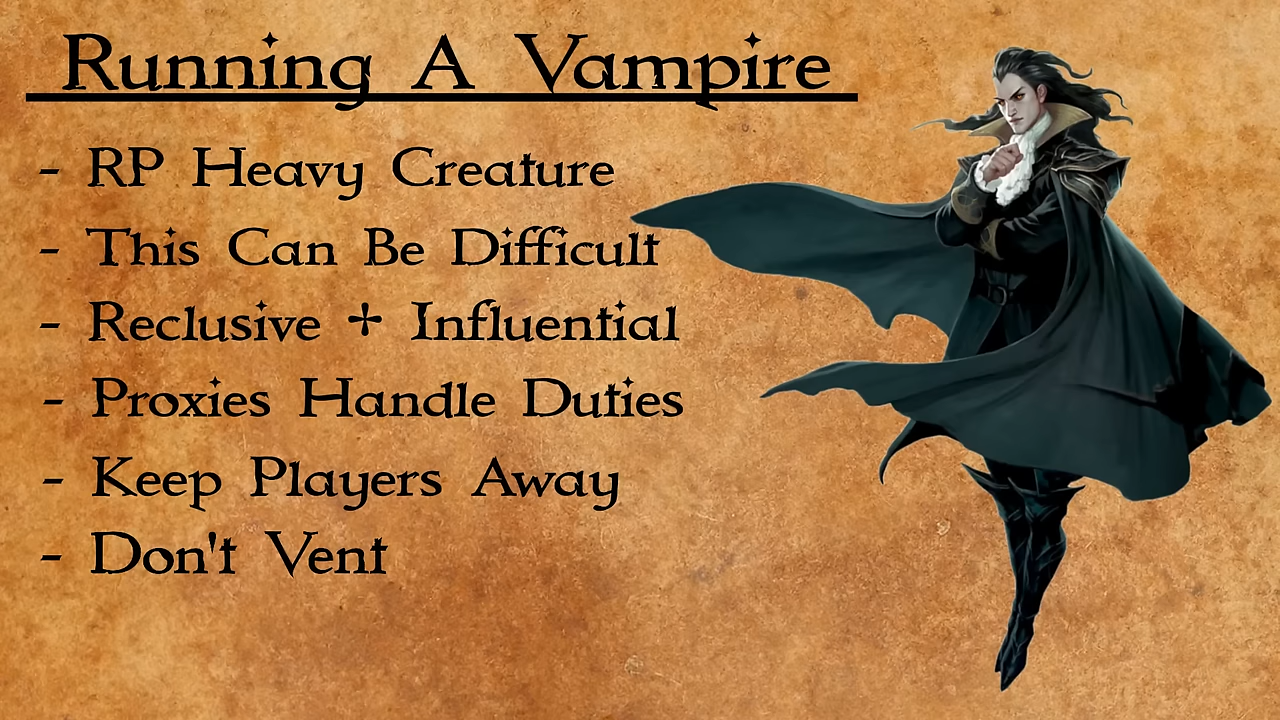 Running A Vampire
- RP Heavy Creature
- This Can Be Difficult
- Reclusive + Influential
- Proxies Handle Duties
- Keep Players Away
- Don't Vent